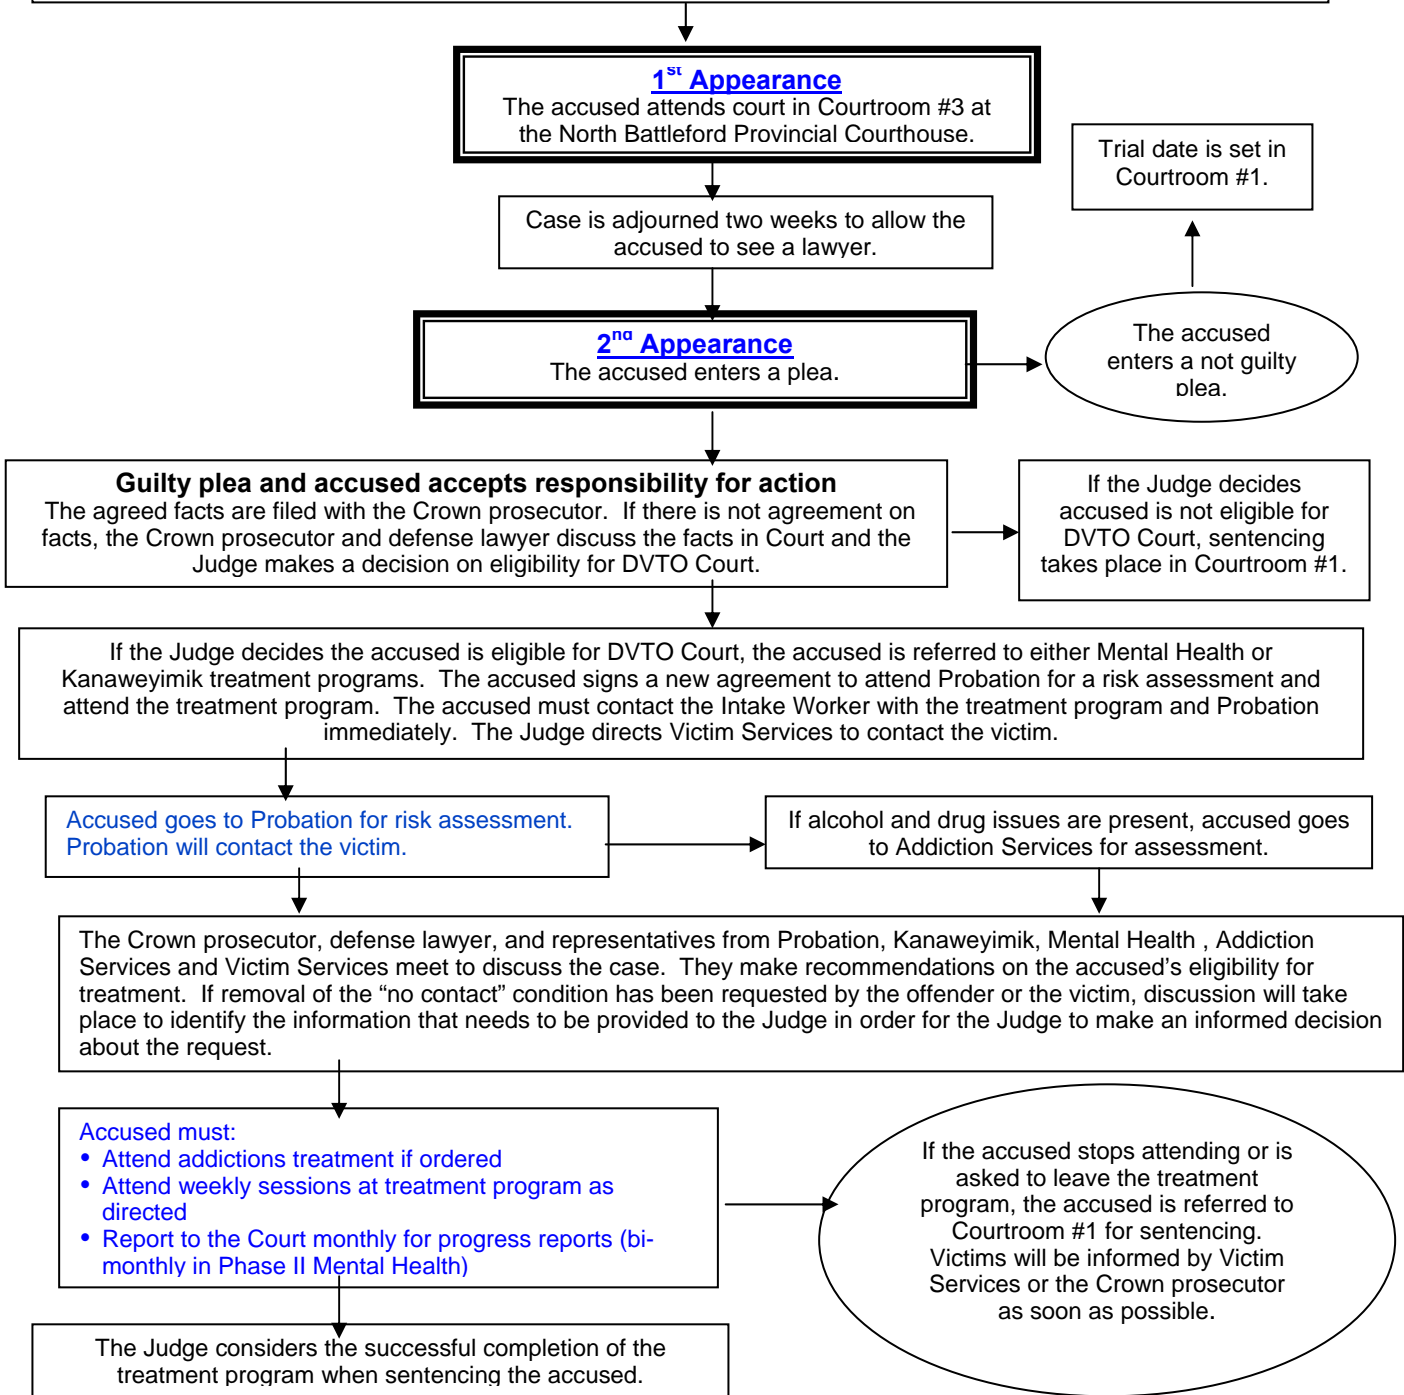 1st Appearance
The accused attends court in Courtroom #3 at
the North Battleford Provincial Courthouse.
Trial date is set in
Courtroom #1.
Case is adjourned two weeks to allow the
accused to see a lawyer.
2nd Appearance
The accused enters a plea.
The accused
enters a not guilty
plea.
Guilty plea and accused accepts responsibility for action
The agreed facts are filed with the Crown prosecutor.  If there is not agreement on
facts, the Crown prosecutor and defense lawyer discuss the facts in Court and the
Judge makes a decision on eligibility for DVTO Court.
If the Judge decides
accused is not eligible for
DVTO Court, sentencing
takes place in Courtroom #1.
If the Judge decides the accused is eligible for DVTO Court, the accused is referred to either Mental Health or
Kanaweyimik treatment programs.  The accused signs a new agreement to attend Probation for a risk assessment and
attend the treatment program.  The accused must contact the Intake Worker with the treatment program and Probation
immediately.  The Judge directs Victim Services to contact the victim.
Accused goes to Probation for risk assessment.
Probation will contact the victim.
If alcohol and drug issues are present, accused goes
to Addiction Services for assessment.
The Crown prosecutor, defense lawyer, and representatives from Probation, Kanaweyimik, Mental Health , Addiction
Services and Victim Services meet to discuss the case.  They make recommendations on the accused's eligibility for
treatment.  If removal of the "no contact" condition has been requested by the offender or the victim, discussion will take
place to identify the information that needs to be provided to the Judge in order for the Judge to make an informed decision
about the request.
Accused must:
• Attend addictions treatment if ordered
• Attend weekly sessions at treatment program as
directed
• Report to the Court monthly for progress reports (bi-
monthly in Phase II Mental Health)
If the accused stops attending or is
asked to leave the treatment
program, the accused is referred to
Courtroom #1 for sentencing.
Victims will be informed by Victim
Services or the Crown prosecutor
as soon as possible.
The Judge considers the successful completion of the
treatment program when sentencing the accused.